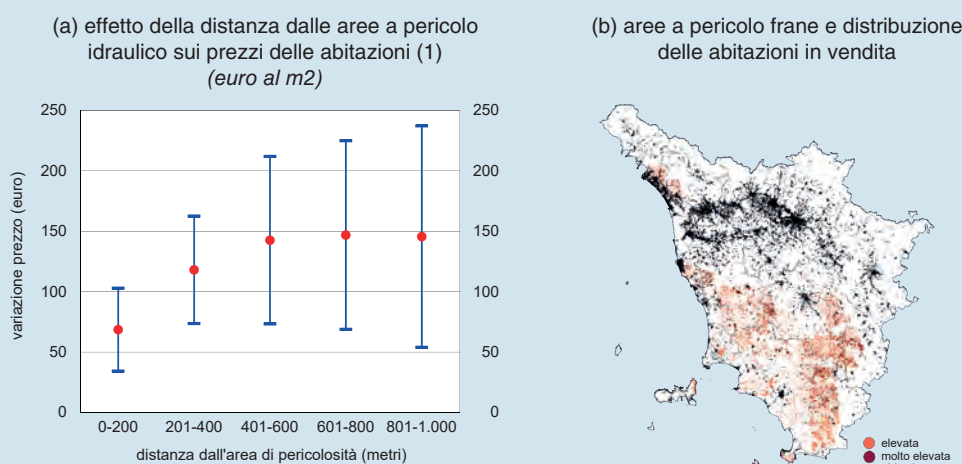 (a) effetto della distanza dalle aree a pericolo
idraulico sui prezzi delle abitazioni (1)
(euro al m2)
(b) aree a pericolo frane e distribuzione
delle abitazioni in vendita
variazione prezzo (euro)
250 250
200 200
150 150
100 100
50 50
0 0
0-200 201-400 401-600 601-800 801-1.000
distanza dall'area di pericolosità (metri)
elevata
molto elevata